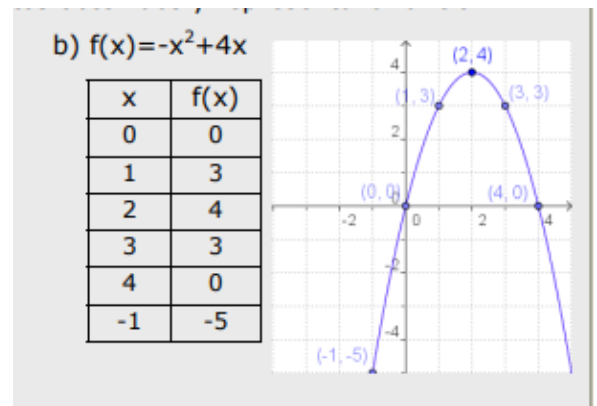 b) f(x)=-x²+4x
x f(x)
0 0
1 3
2 4
3 3
4 0
-1 -5
(2, 4)
4
(1, 3) (3, 3)
2
(0, 0) (4, 0)
0
-2 0 2 4
-2
-4
(-1, -5)